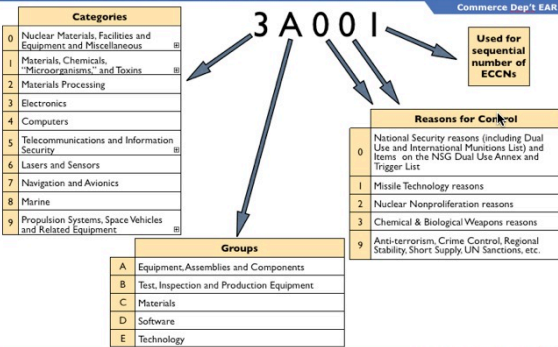 Commerce Dep't EAR
3A001
Categories
0 Nuclear Materials, Facilities and
Equipment and Miscellaneous
1 Materials, Chemicals,
"Microorganisms," and Toxins
2 Materials Processing
3 Electronics
4 Computers
5 Telecommunications and Information
Security
6 Lasers and Sensors
7 Navigation and Avionics
8 Marine
9 Propulsion Systems, Space Vehicles
and Related Equipment
Used for
sequential
number of
ECCNs
Reasons for Control
0 National Security reasons (including Dual
Use and International Munitions List) and
Items on the NSG Dual Use Annex and
Trigger List
1 Missile Technology reasons
2 Nuclear Nonproliferation reasons
3 Chemical & Biological Weapons reasons
9 Anti-terrorism, Crime Control, Regional
Stability, Short Supply, UN Sanctions, etc.
Groups
A Equipment, Assemblies and Components
B Test, Inspection and Production Equipment
C Materials
D Software
E Technology